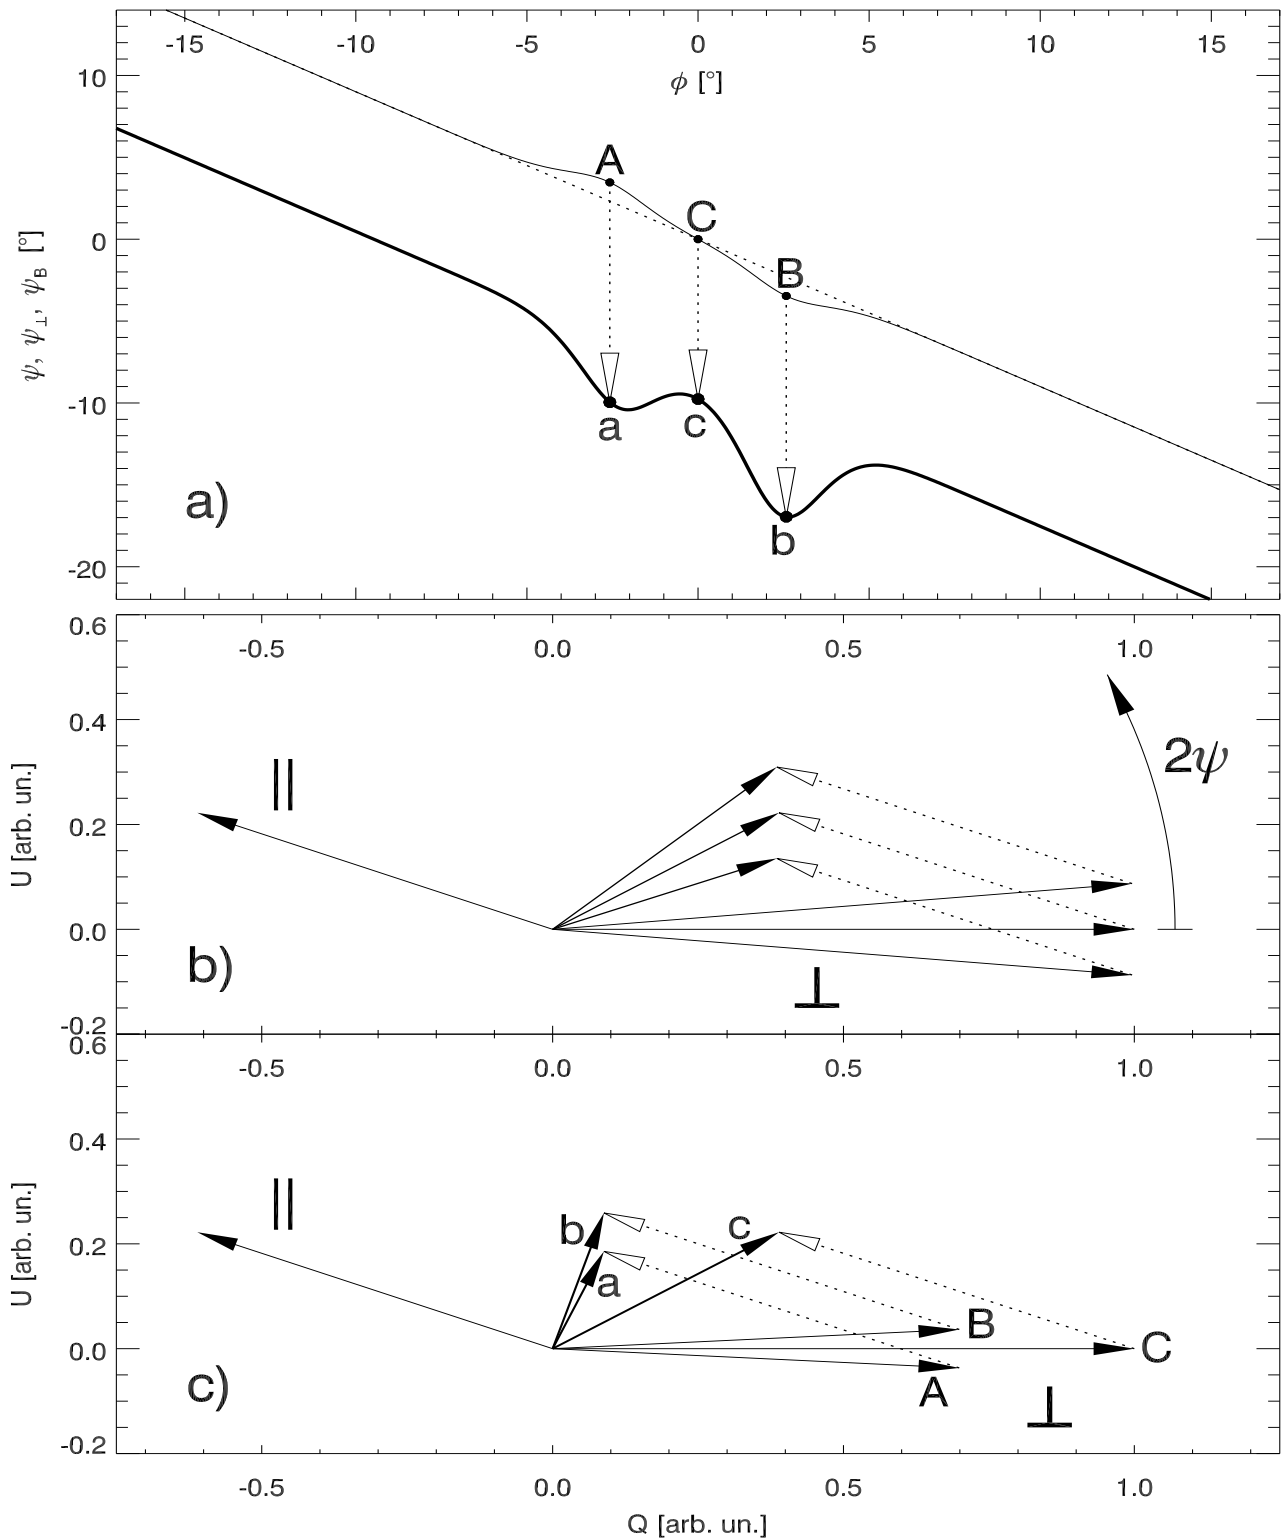 -15 -10 -5 0 5 10 15
ϕ [°]
10
0
-10
-20
ψ, ψ⊥, ψB [°]
A
C
B
a
c
b
a)
0.6
0.4
0.2
0.0
-0.2
-0.5 0.0 0.5 1.0
U [arb. un.]
||
2ψ
⊥
b)
0.6
0.4
0.2
0.0
-0.2
-0.5 0.0 0.5 1.0
U [arb. un.]
||
b
c
a
B
C
A
⊥
c)
-0.5 0.0 0.5 1.0
Q [arb. un.]